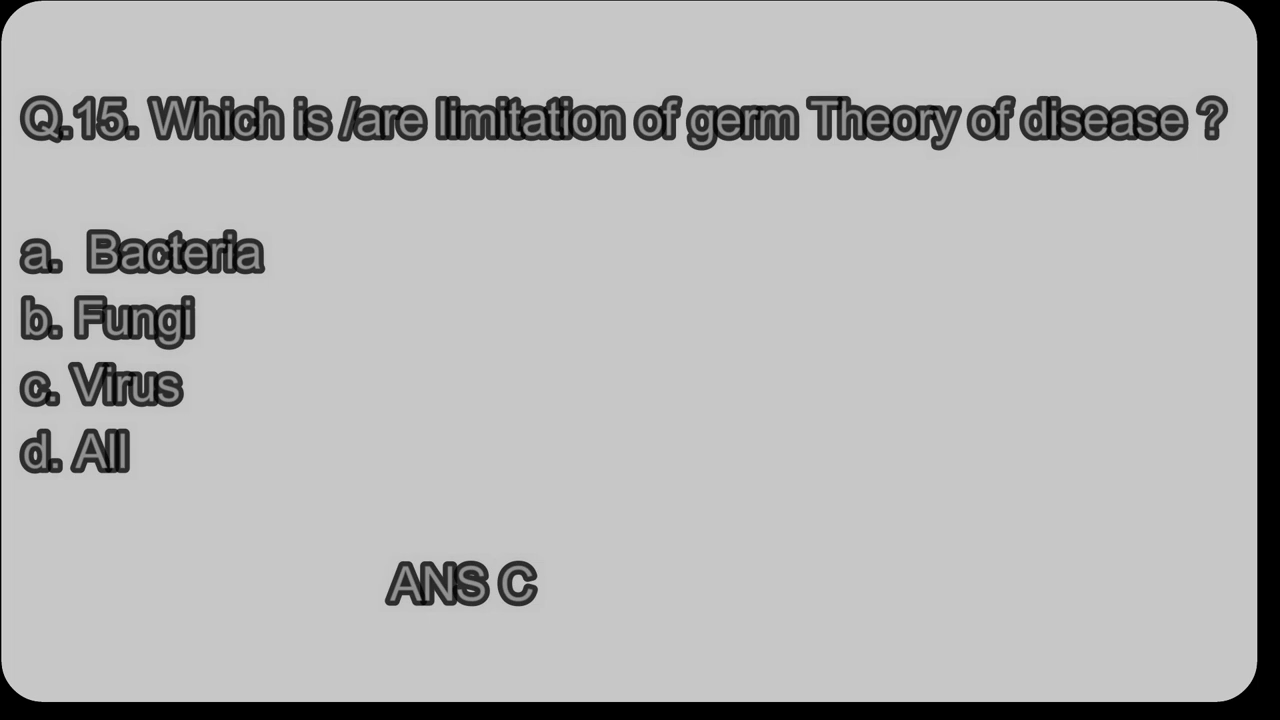 Q.15. Which is /are limitation of germ Theory of disease ?
a. Bacteria
b. Fungi
c. Virus
d. All
ANS C